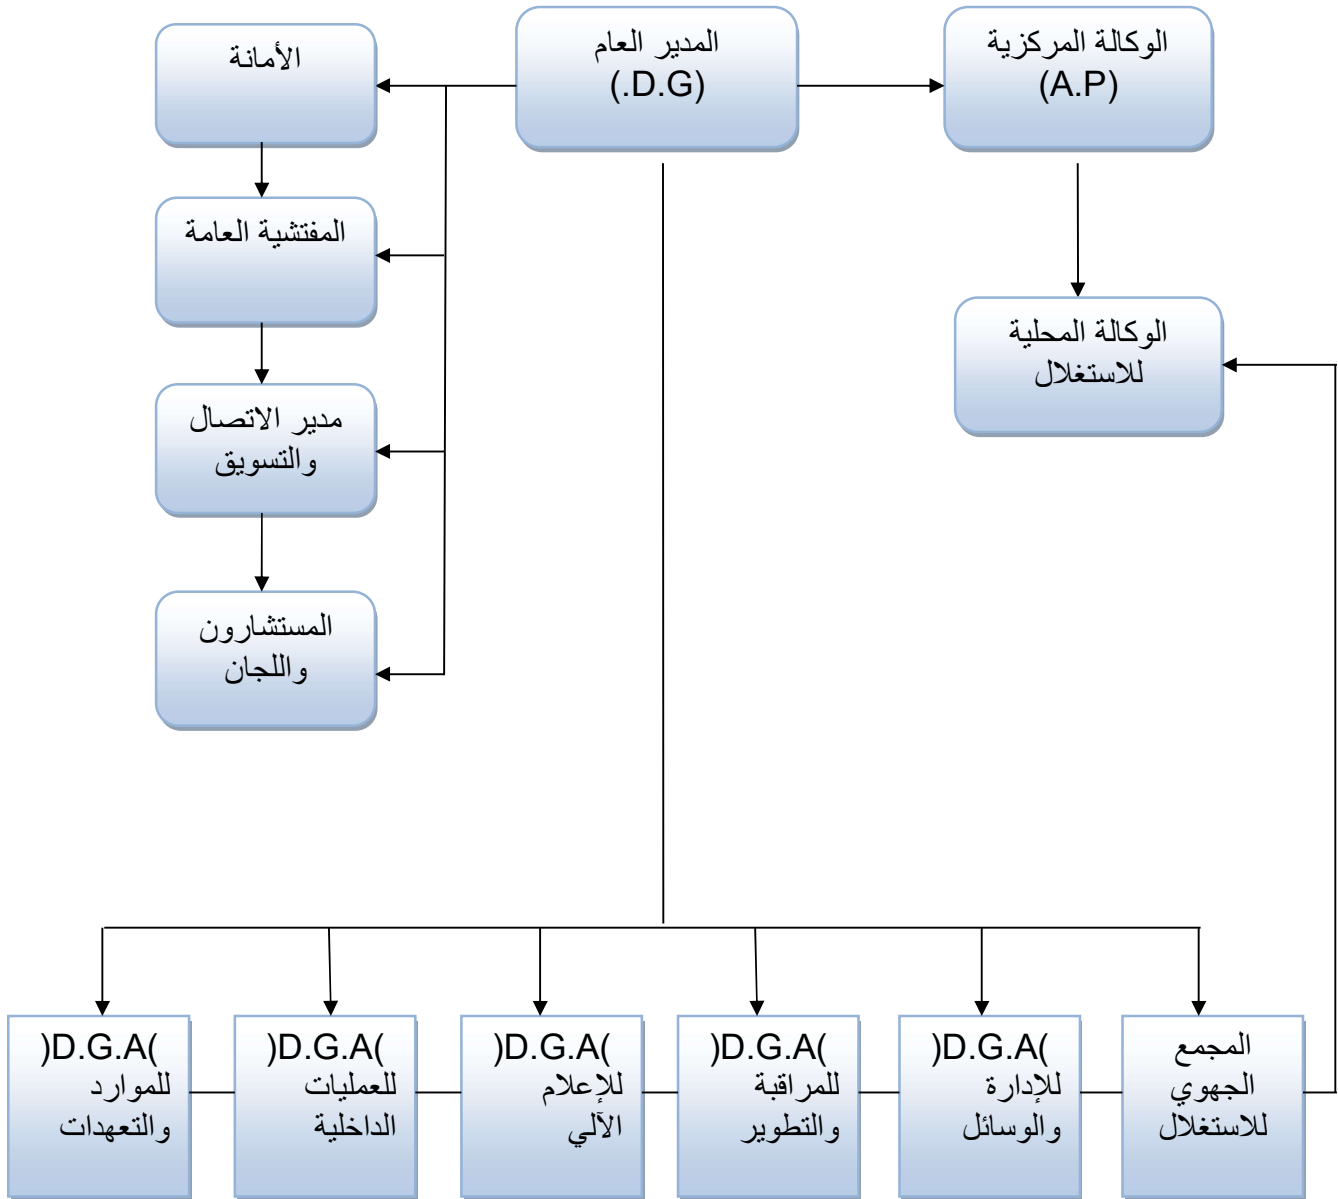 المدير العام
(D.G.)
الوكالة المركزية
(A.P)
الأمانة
المفتشية العامة
مدير الاتصال
والتسويق
المستشارون
واللجان
الوكالة المحلية
للاستغلال
المجمع
الجهوي
للاستغلال
)D.G.A(
للإدارة
والوسائل
)D.G.A(
للمراقبة
والتطوير
)D.G.A(
للإعلام
الآلي
)D.G.A(
للعمليات
الداخلية
)D.G.A(
للموارد
والتعهدات